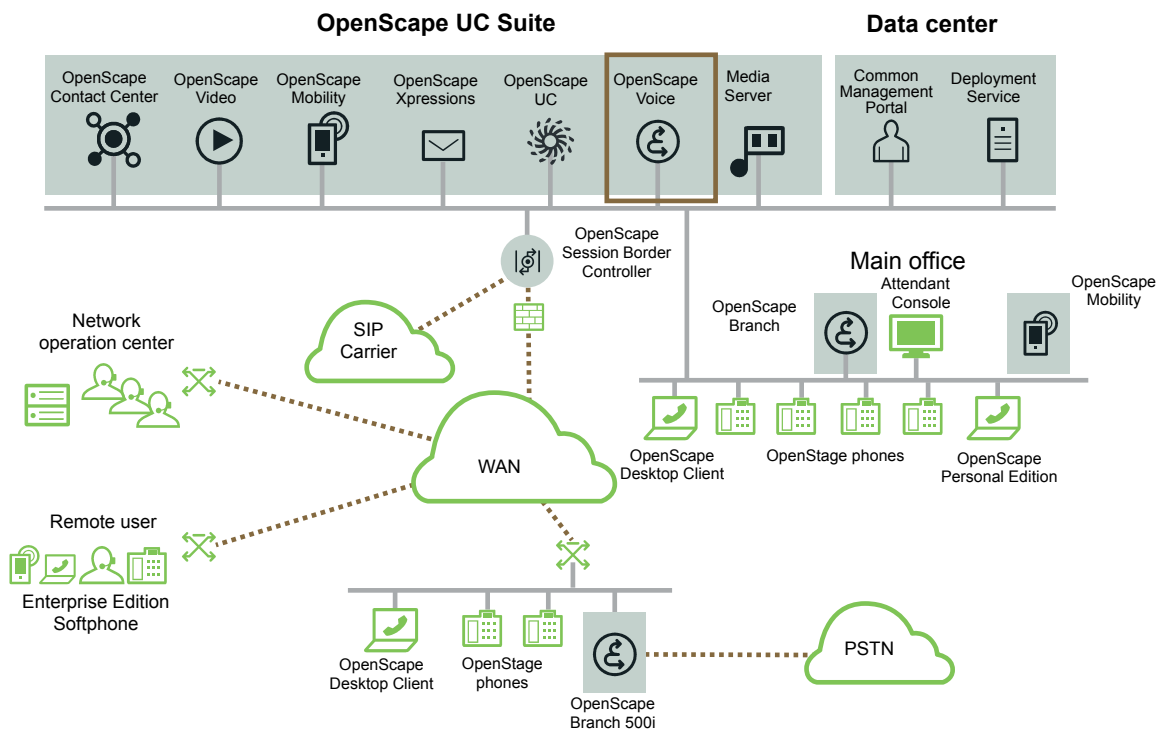 OpenScape UC Suite
Data center
OpenScape
Contact Center
OpenScape
Video
OpenScape
Mobility
OpenScape
Xpressions
OpenScape
UC
OpenScape
Voice
Media
Server
Common
Management
Portal
Deployment
Service
OpenScape
Session Border
Controller
Main office
OpenScape
Branch
Attendant
Console
OpenScape
Mobility
SIP
Carrier
Network
operation center
WAN
OpenScape
Desktop Client
OpenStage phones
OpenScape
Personal Edition
Remote user
Enterprise Edition
Softphone
OpenScape
Desktop Client
OpenStage
phones
OpenScape
Branch 500i
PSTN